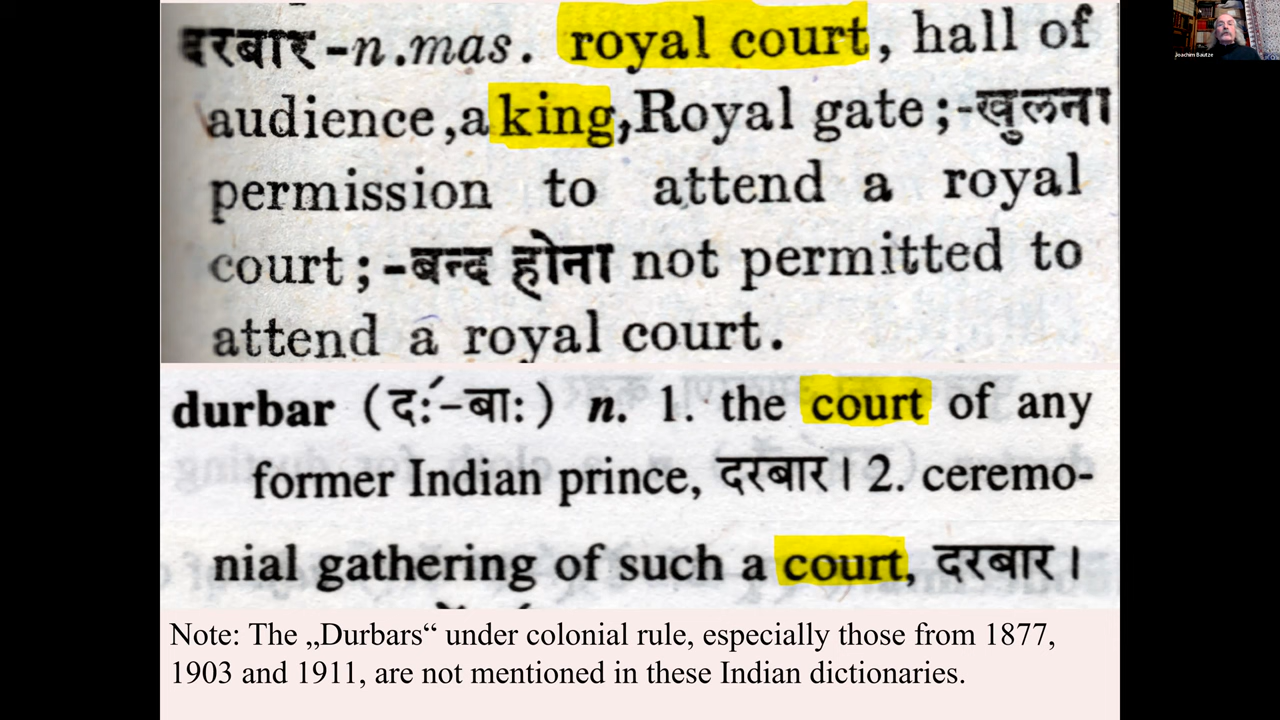 दरबार-n.mas. royal court, hall of
audience,a king,Royal gate;-खुलना
permission to attend a royal
court;-बन्द होना not permitted to
attend a royal court.
durbar (दः॑-बाः) n. 1. the court of any
former Indian prince, दरबार। 2. ceremo-
nial gathering of such a court, दरबार।
Note: The „Durbars“ under colonial rule, especially those from 1877,
1903 and 1911, are not mentioned in these Indian dictionaries.
Joachim Bautze